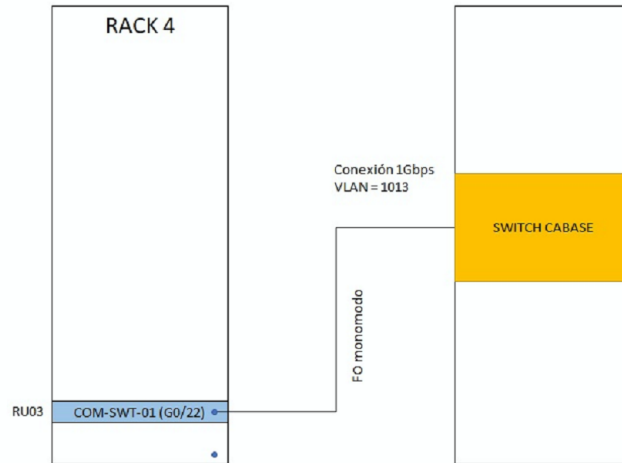 RACK 4
Conexión 1Gbps
VLAN = 1013
SWITCH CABASE
FO monomodo
RU03
COM-SWT-01 (G0/22)